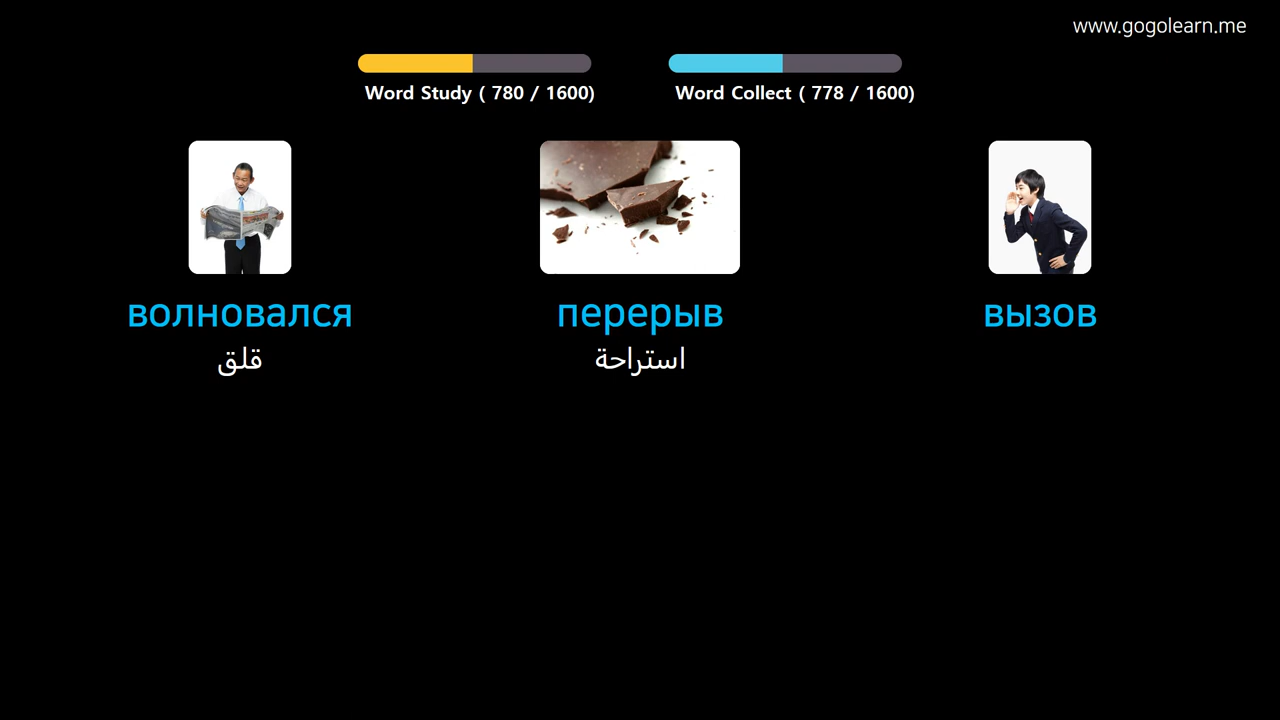 www.gogolearn.me
Word Study ( 780 / 1600)
Word Collect ( 778 / 1600)
волновался
перерыв
вызов
قلق
استراحة